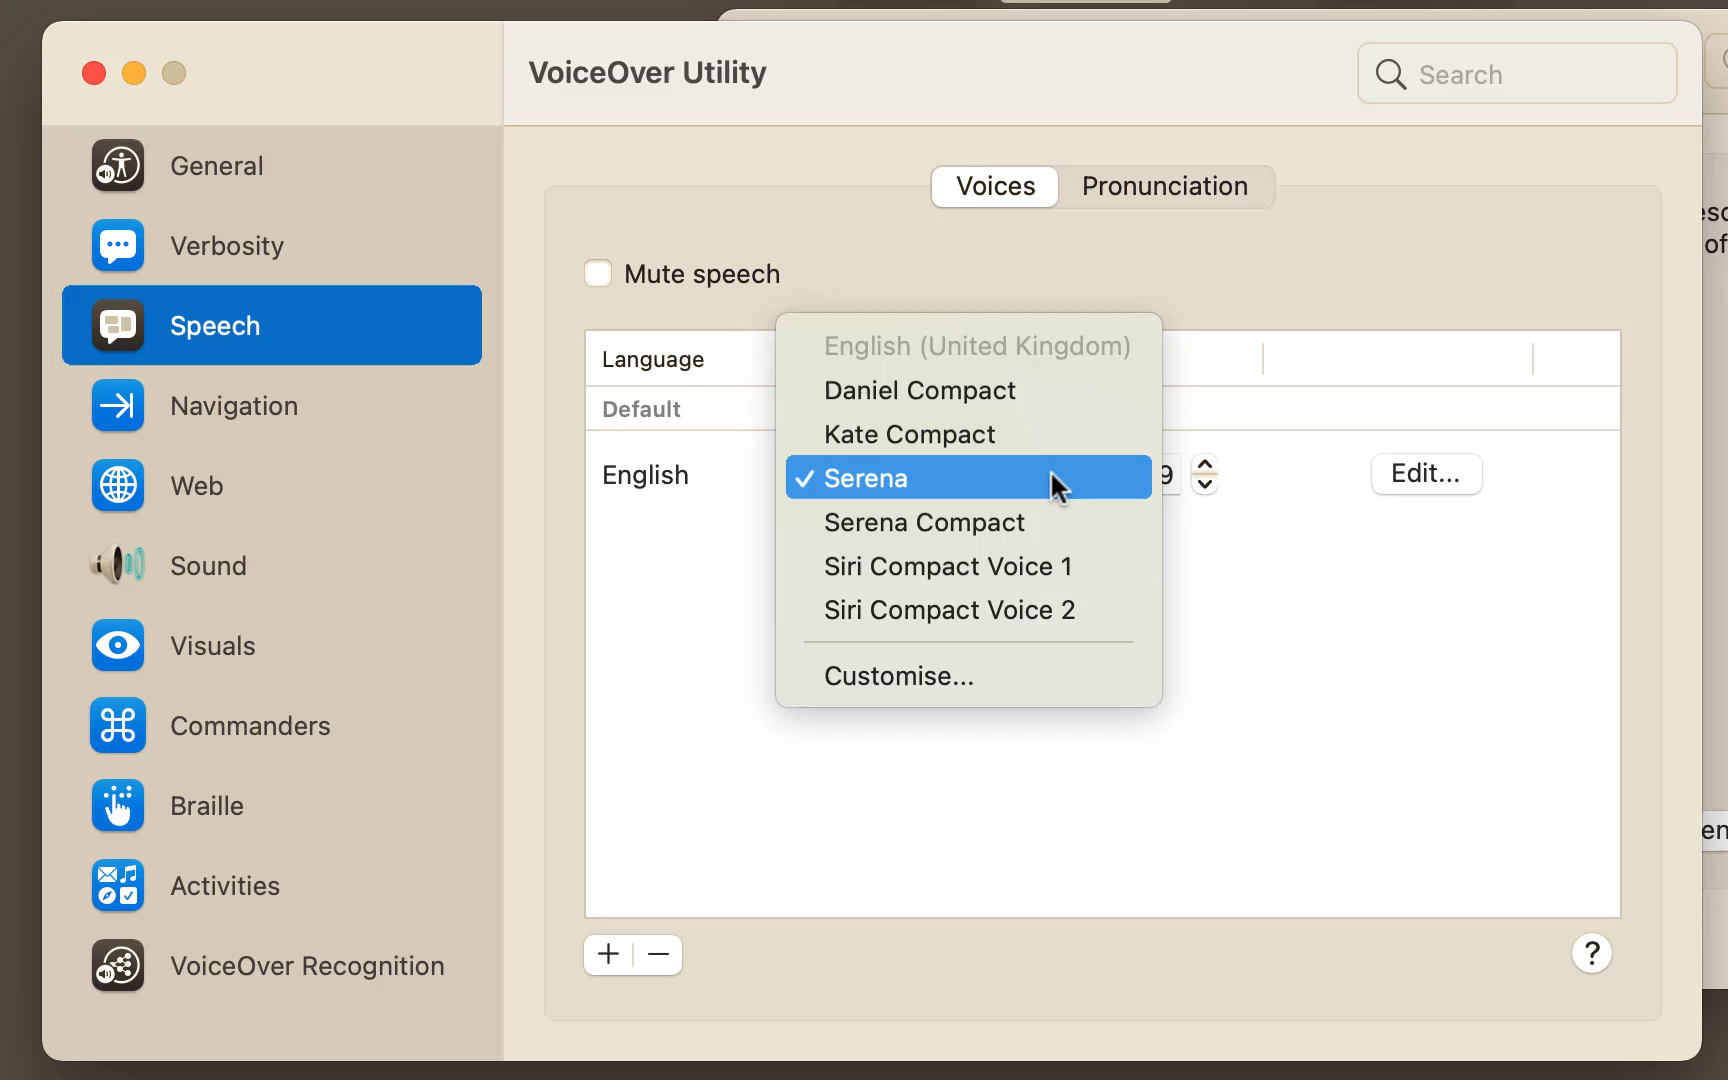 VoiceOver Utility
Search
General
Verbosity
Speech
Navigation
Web
Sound
Visuals
Commanders
Braille
Activities
VoiceOver Recognition
Voices
Pronunciation
Mute speech
Language
Default
English
English (United Kingdom)
Daniel Compact
Kate Compact
✓ Serena
Serena Compact
Siri Compact Voice 1
Siri Compact Voice 2
Customise...
9
Edit...
+ −
?
of